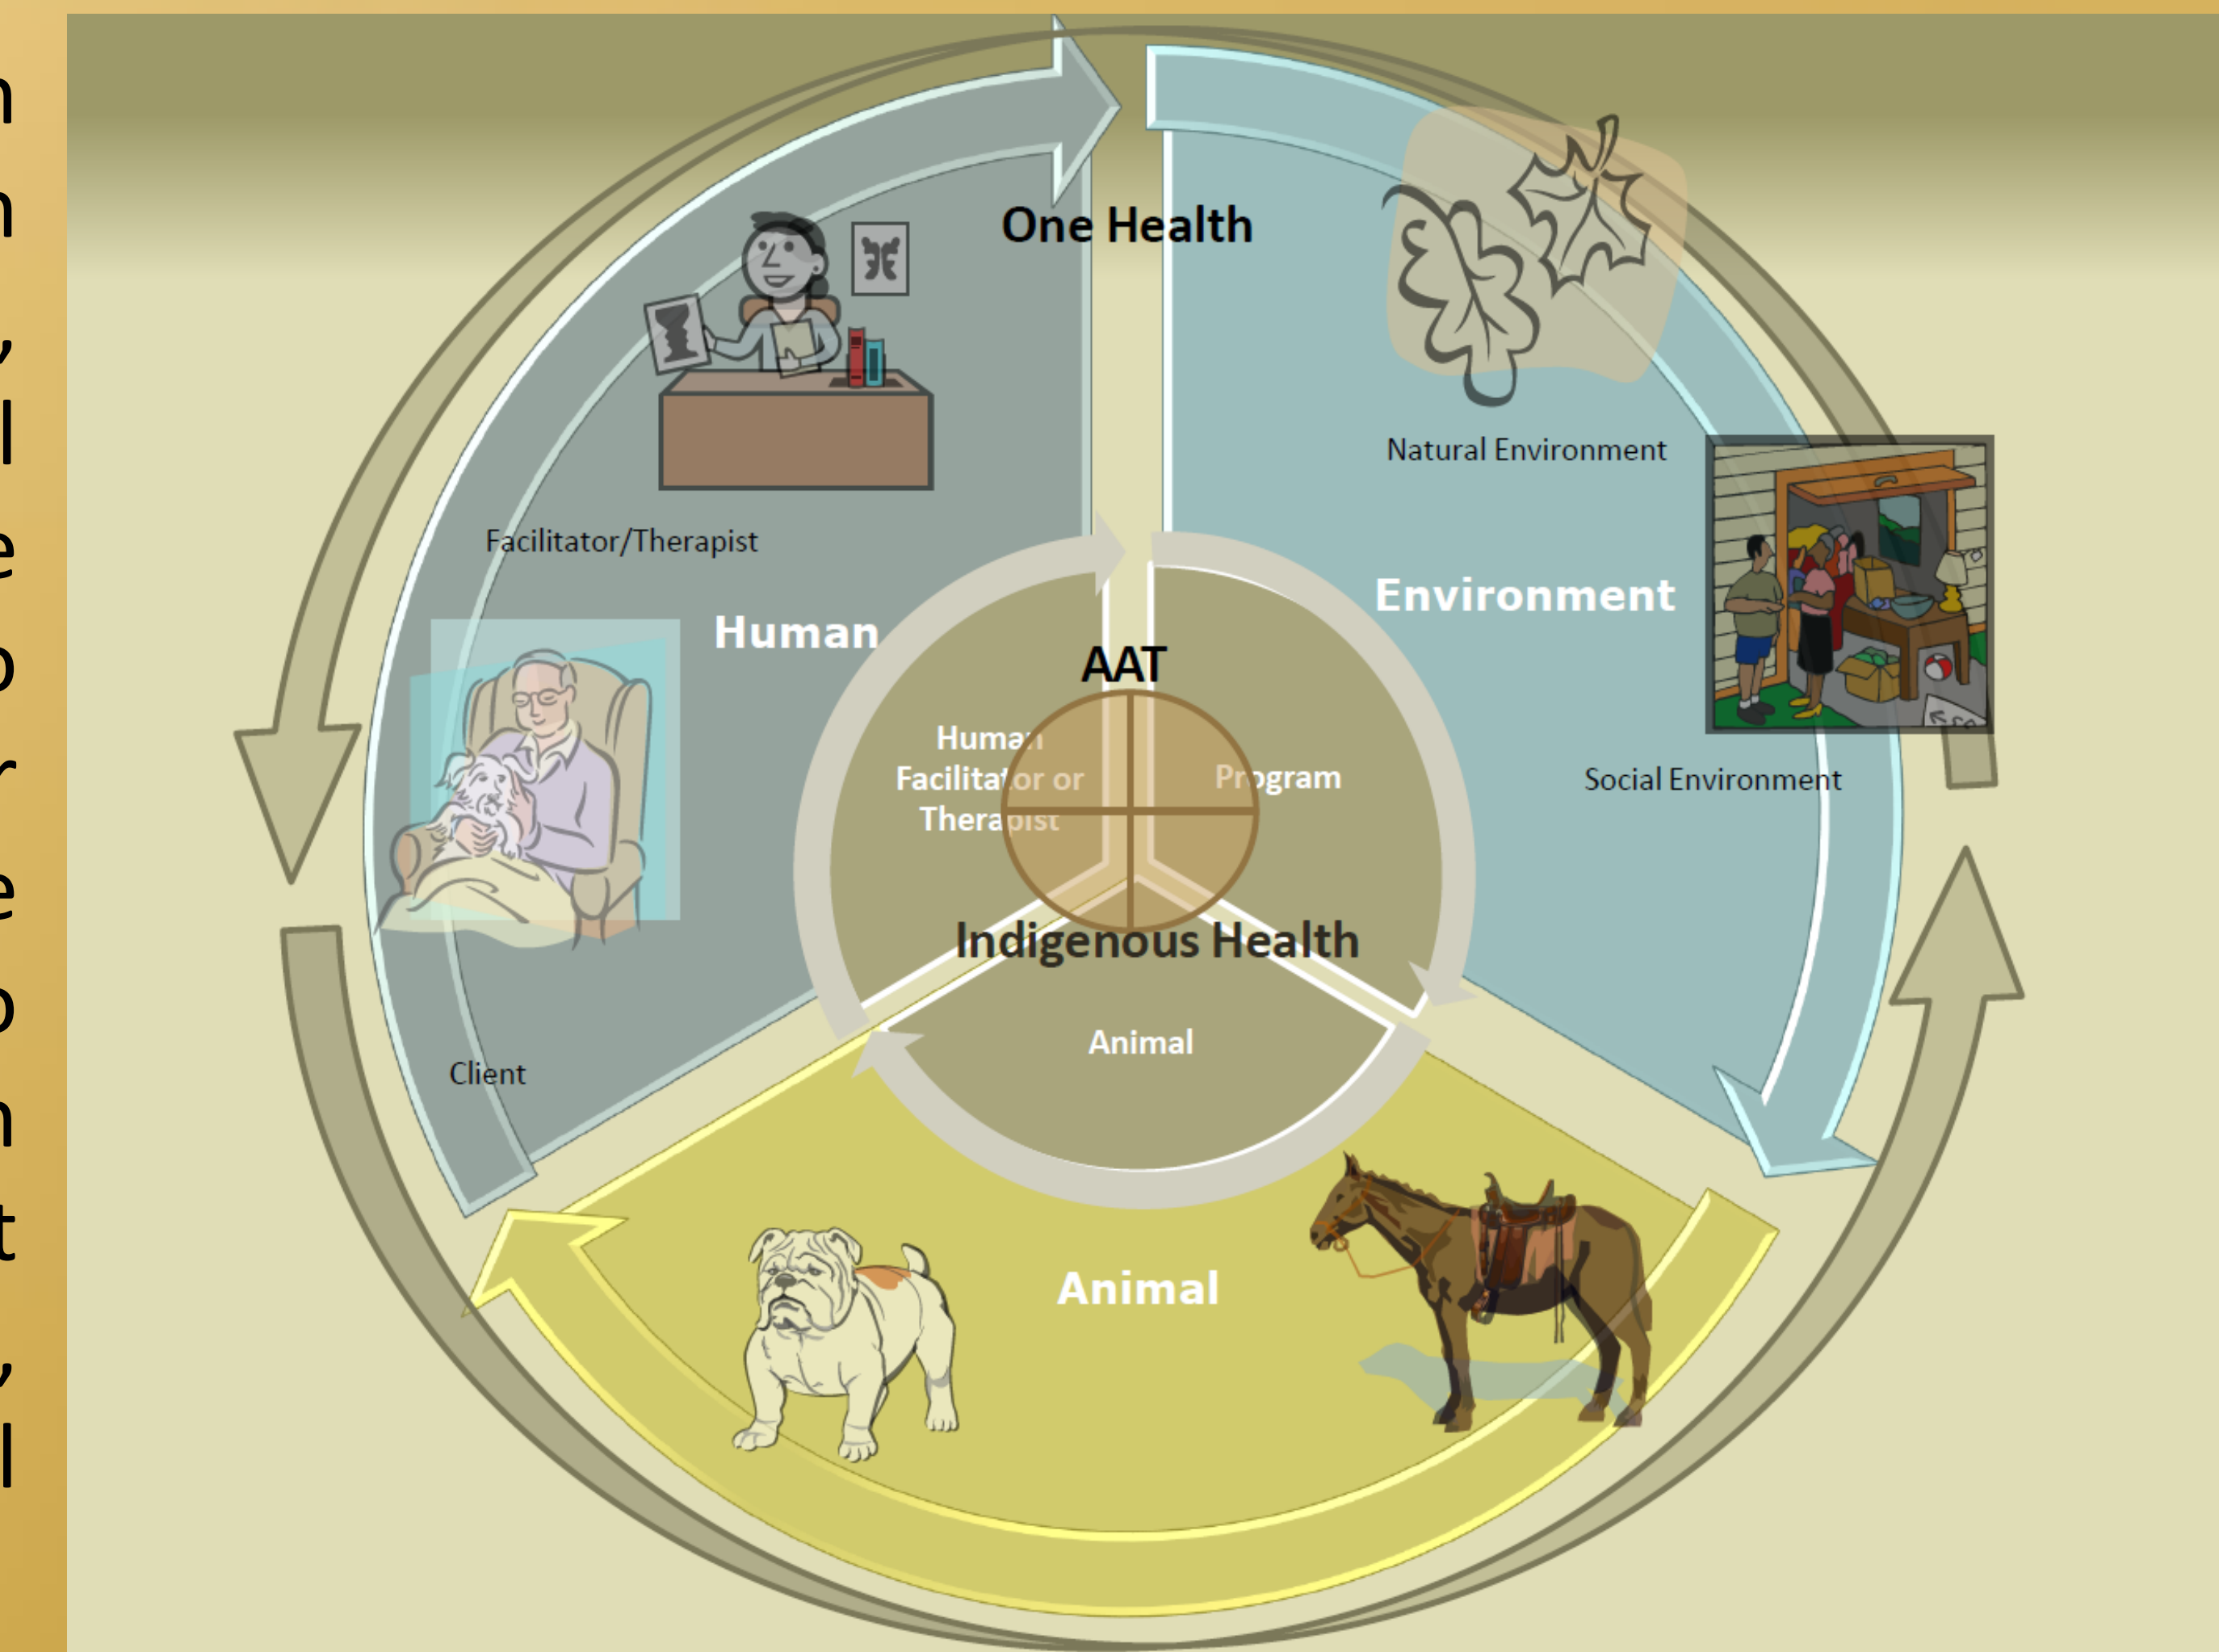 n
n
,
l
e
o
r
e
o
n
t
,
l
One Health
Natural Environment
Facilitator/Therapist
Environment
Human
AAT
Human
Facilitator or
Therapist
Program
Social Environment
Indigenous Health
Animal
Client
Animal